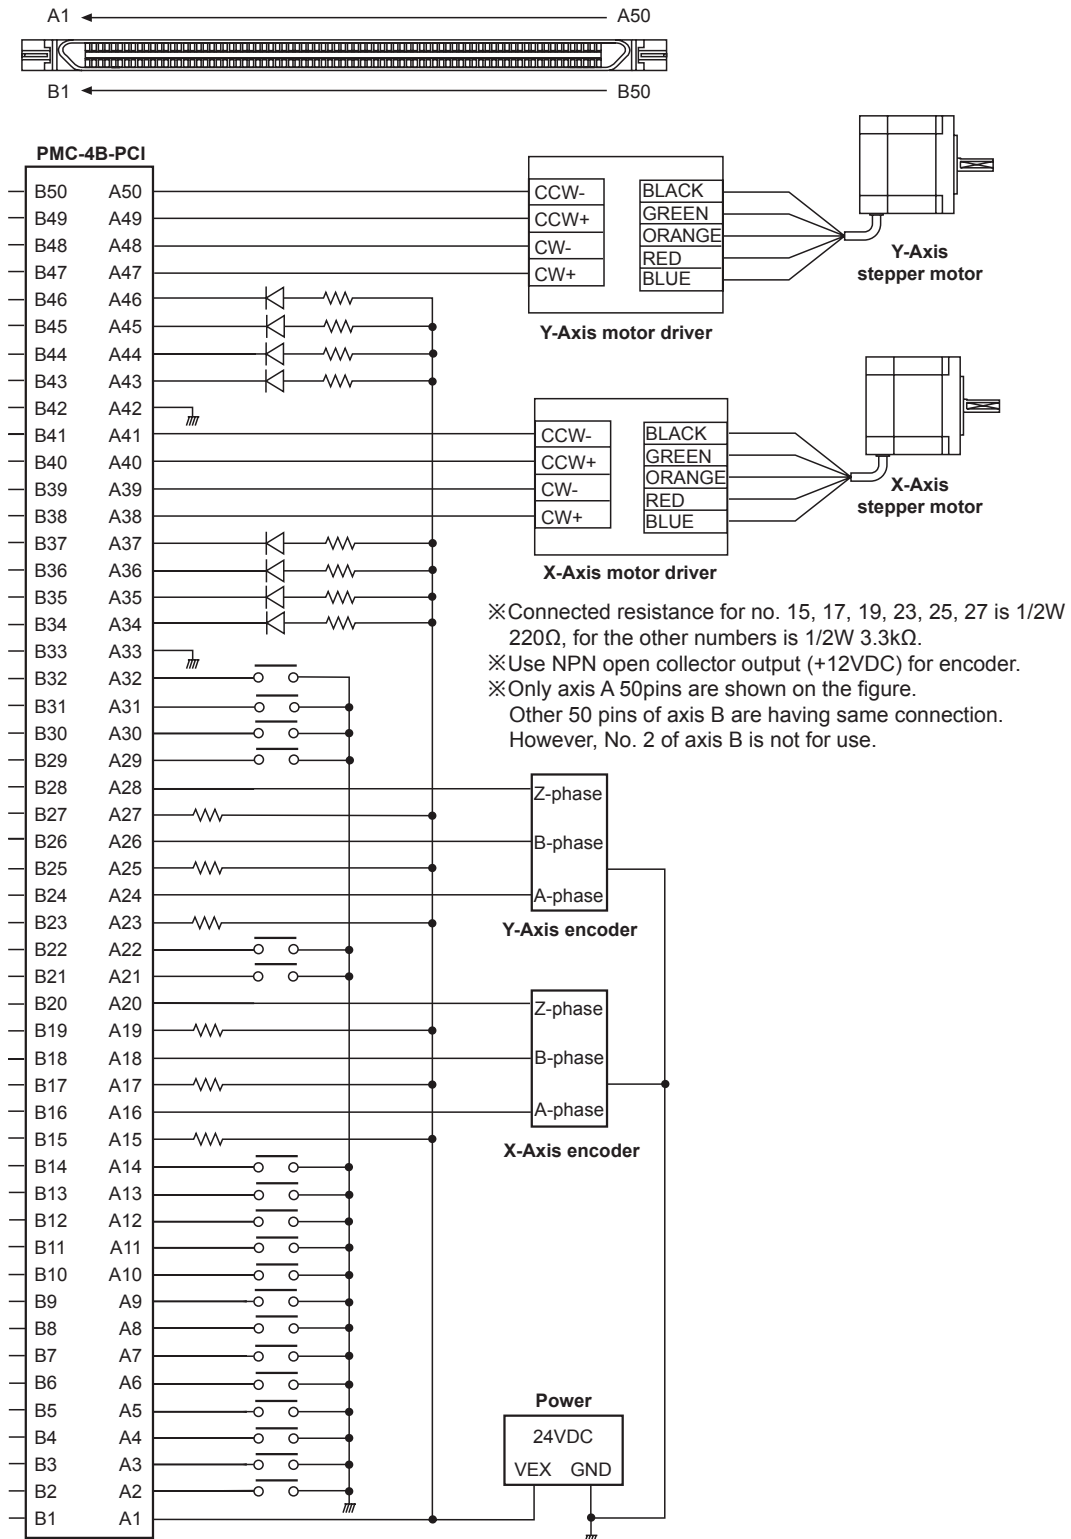 A1 A50
B1 B50
PMC-4B-PCI
B50 A50
B49 A49
B48 A48
B47 A47
B46 A46
B45 A45
B44 A44
B43 A43
B42 A42
B41 A41
B40 A40
B39 A39
B38 A38
B37 A37
B36 A36
B35 A35
B34 A34
B33 A33
B32 A32
B31 A31
B30 A30
B29 A29
B28 A28
B27 A27
B26 A26
B25 A25
B24 A24
B23 A23
B22 A22
B21 A21
B20 A20
B19 A19
B18 A18
B17 A17
B16 A16
B15 A15
B14 A14
B13 A13
B12 A12
B11 A11
B10 A10
B9 A9
B8 A8
B7 A7
B6 A6
B5 A5
B4 A4
B3 A3
B2 A2
B1 A1
CCW- BLACK
CCW+ GREEN
CW- ORANGE
CW+ RED
BLUE
Y-Axis motor driver
Y-Axis
stepper motor
CCW- BLACK
CCW+ GREEN
CW- ORANGE
CW+ RED
BLUE
X-Axis motor driver
X-Axis
stepper motor
※Connected resistance for no. 15, 17, 19, 23, 25, 27 is 1/2W
220Ω, for the other numbers is 1/2W 3.3kΩ.
※Use NPN open collector output (+12VDC) for encoder.
※Only axis A 50pins are shown on the figure.
Other 50 pins of axis B are having same connection.
However, No. 2 of axis B is not for use.
Z-phase
B-phase
A-phase
Y-Axis encoder
Z-phase
B-phase
A-phase
X-Axis encoder
Power
24VDC
VEX GND